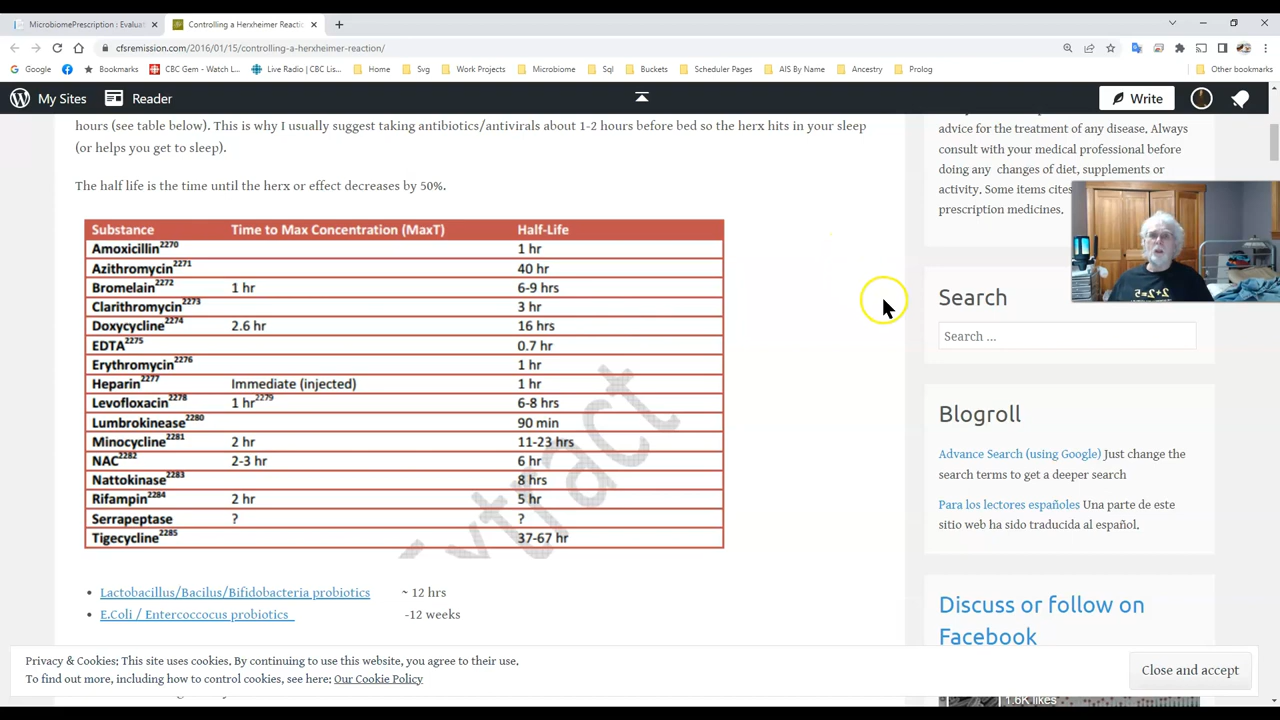 MicrobiomePrescription : Evaluat
Controlling a Herxheimer Reactio
cfsremission.com/2016/01/15/controlling-a-herxheimer-reaction/
Google Bookmarks CBC Gem - Watch L... Live Radio | CBC Lis... Home Svg Work Projects Microbiome Sql Buckets Scheduler Pages AIS By Name Ancestry Prolog Other bookmarks
My Sites Reader Write
hours (see table below). This is why I usually suggest taking antibiotics/antivirals about 1-2 hours before bed so the herx hits in your sleep
(or helps you get to sleep).
The half life is the time until the herx or effect decreases by 50%.
Substance Time to Max Concentration (MaxT) Half-Life
Amoxicillin2270 1 hr
Azithromycin2271 40 hr
Bromelain2272 1 hr 6-9 hrs
Clarithromycin2273 3 hr
Doxycycline2274 2.6 hr 16 hrs
EDTA2275 0.7 hr
Erythromycin2276 1 hr
Heparin2277 Immediate (injected) 1 hr
Levofloxacin2278 1 hr2279 6-8 hrs
Lumbrokinease2280 90 min
Minocycline2281 2 hr 11-23 hrs
NAC2282 2-3 hr 6 hr
Nattokinase2283 8 hrs
Rifampin2284 2 hr 5 hr
Serrapeptase ? ?
Tigecycline2285 37-67 hr
xtract
Lactobacillus/Bacilus/Bifidobacteria probiotics ~ 12 hrs
E.Coli / Entercoccocus probiotics -12 weeks
advice for the treatment of any disease. Always
consult with your medical professional before
doing any changes of diet, supplements or
activity. Some items cites
prescription medicines.
2+2=5
Search
Search ...
Blogroll
Advance Search (using Google) Just change the
search terms to get a deeper search
Para los lectores españoles Una parte de este
sitio web ha sido traducida al español.
Discuss or follow on
Facebook
1.6K likes
Privacy & Cookies: This site uses cookies. By continuing to use this website, you agree to their use.
To find out more, including how to control cookies, see here: Our Cookie Policy
Close and accept